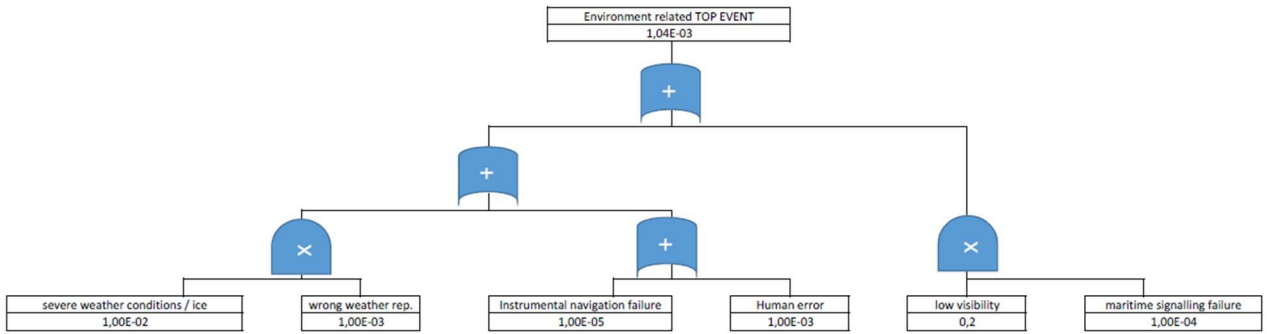 Environment related TOP EVENT
1,04E-03
+
+
x
+
x
severe weather conditions / ice
1,00E-02
wrong weather rep.
1,00E-03
Instrumental navigation failure
1,00E-05
Human error
1,00E-03
low visibility
0,2
maritime signalling failure
1,00E-04